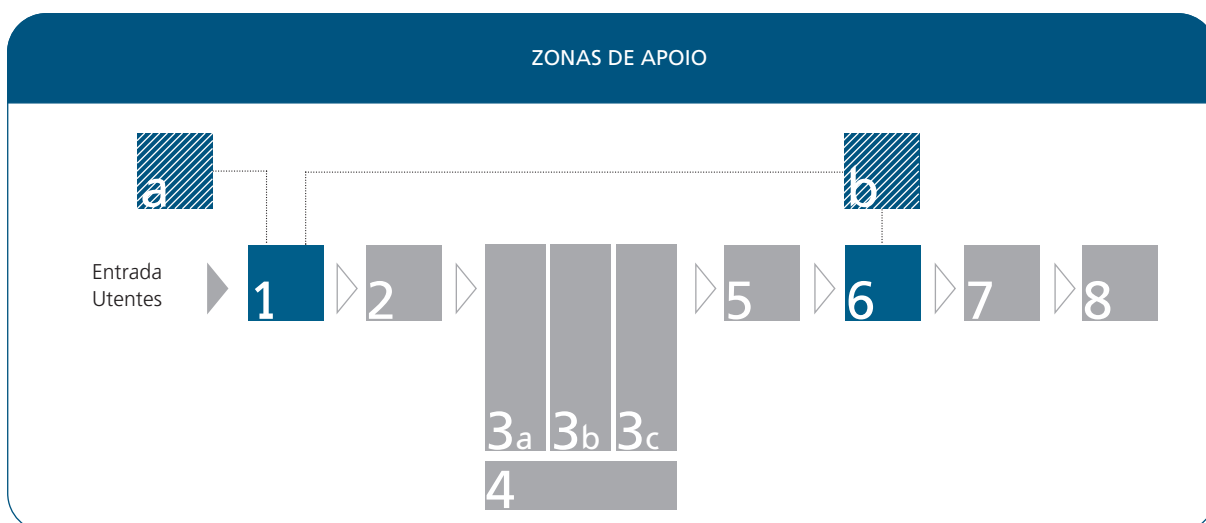 ZONAS DE APOIO
a
b
Entrada
Utentes
1
2
3a 3b 3c
4
5
6
7
8